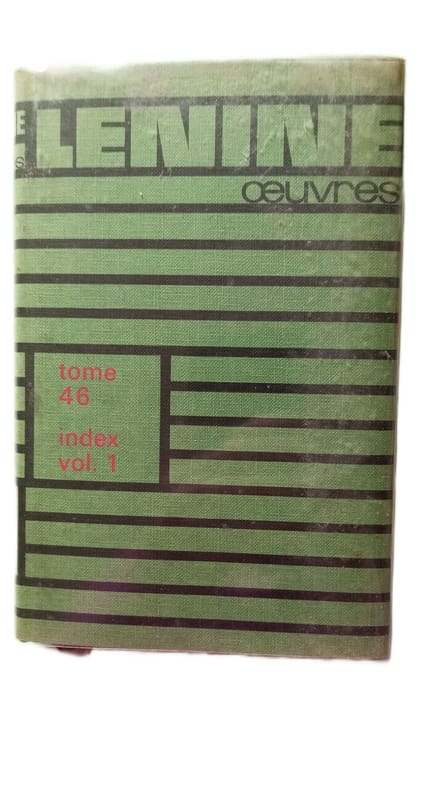 LENINE
œuvres
tome
46
index
vol. 1